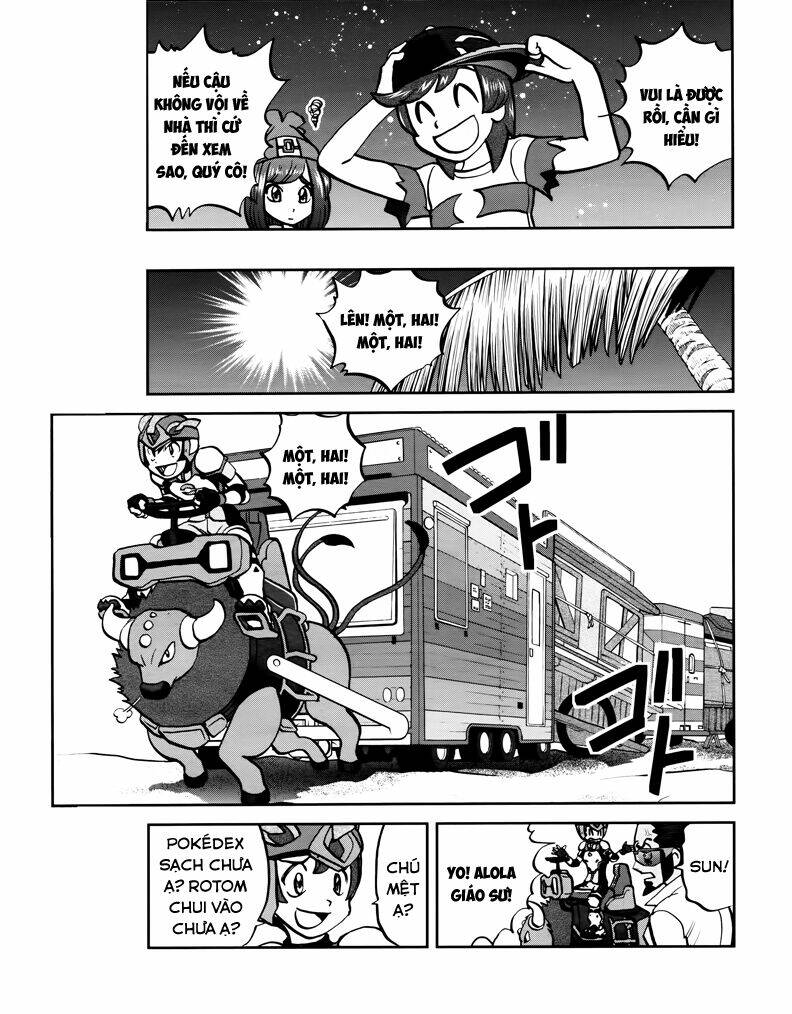 VUI LÀ ĐƯỢC
RỒI, CẦN GÌ
HIỂU!
NẾU CẬU
KHÔNG VỘI VỀ
NHÀ THÌ CỨ
ĐẾN XEM
SAO, QUÝ CÔ!
LÊN! MỘT, HAI!
MỘT, HAI!
MỘT, HAI!
MỘT, HAI!
ゴト
ゴト
SUN!
YO! ALOLA
GIÁO SƯ!
CHÚ
MỆT
Ạ?
POKÉDEX
SẠCH CHƯA
Ạ? ROTOM
CHUI VÀO
CHƯA Ạ?